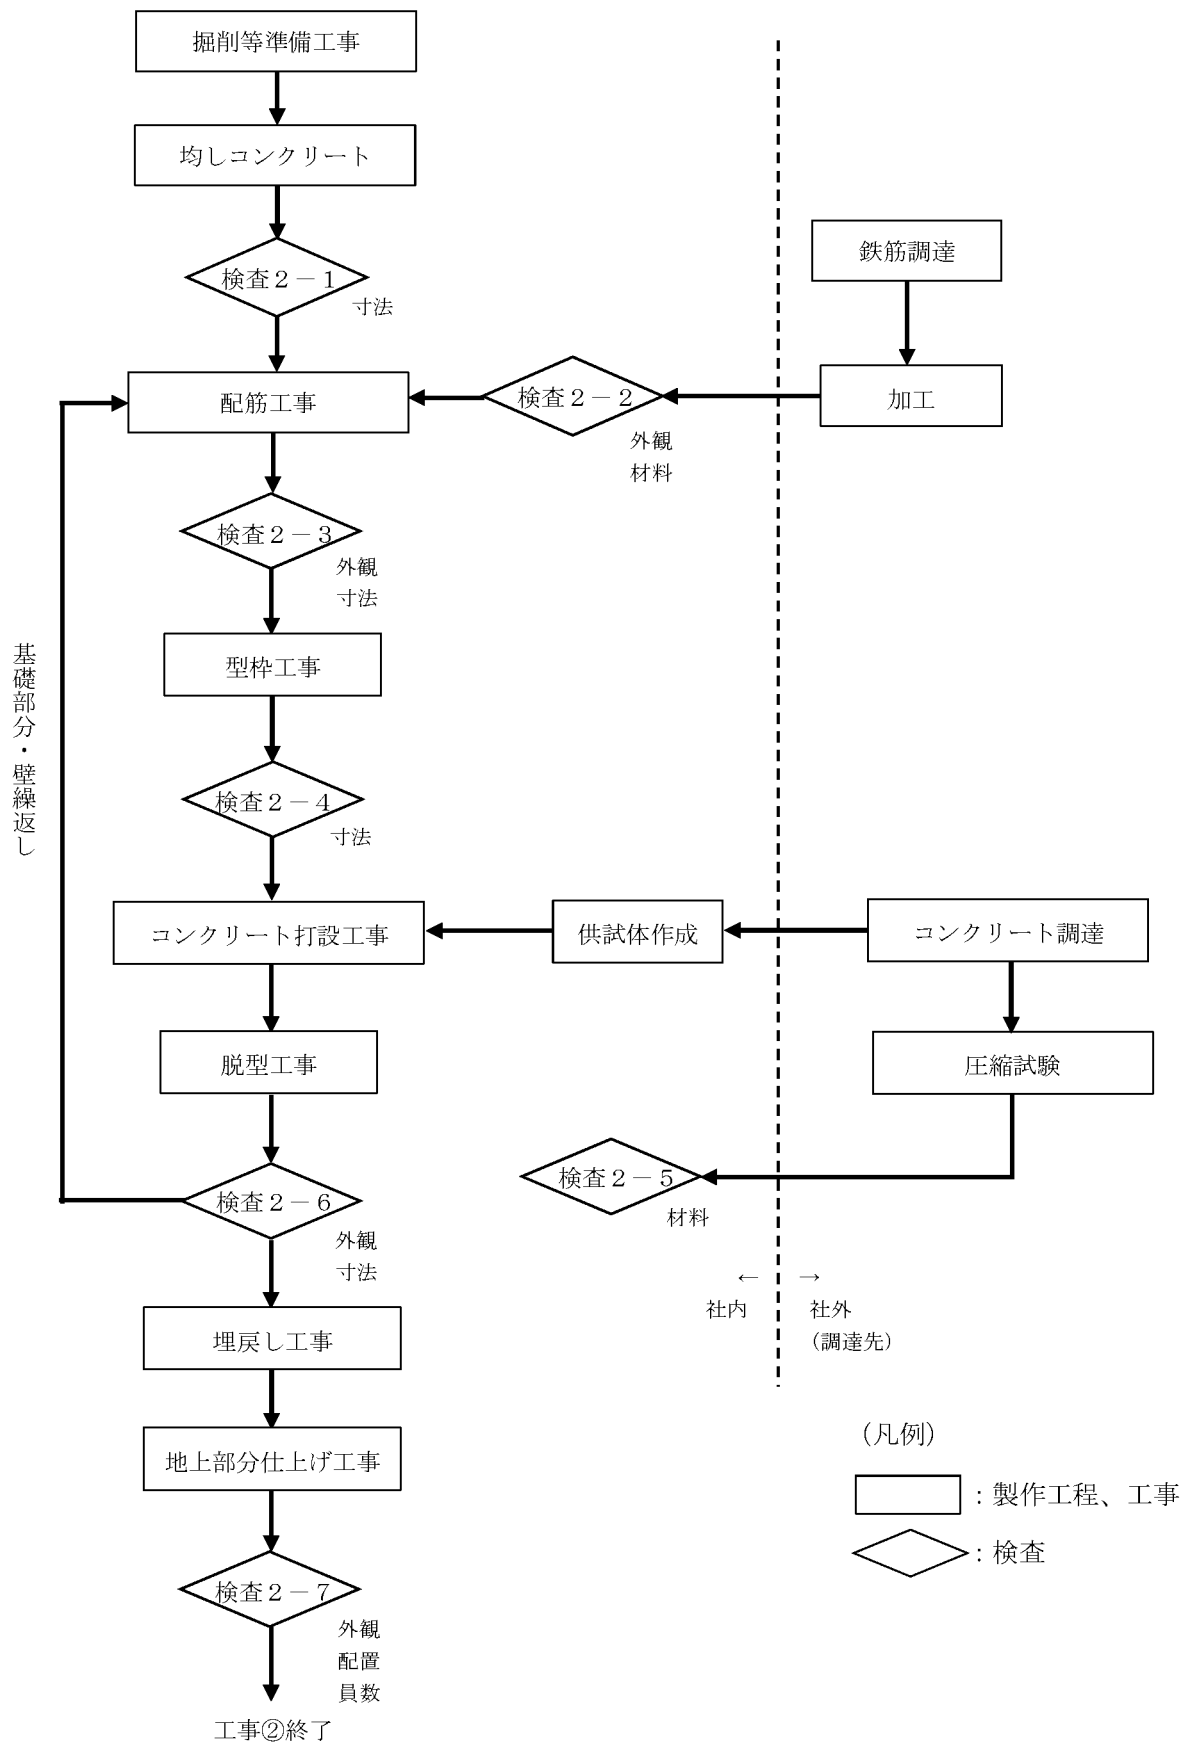 掘削等準備工事
均しコンクリート
検査2-1
寸法
鉄筋調達
加工
検査2-2
外観
材料
配筋工事
検査2-3
外観
寸法
型枠工事
検査2-4
寸法
基礎部分・壁繰返し
コンクリート打設工事
供試体作成
コンクリート調達
脱型工事
圧縮試験
検査2-5
材料
検査2-6
外観
寸法
← →
社内 社外
(調達先)
埋戻し工事
地上部分仕上げ工事
検査2-7
外観
配置
員数
工事②終了
(凡例)
:製作工程、工事
:検査